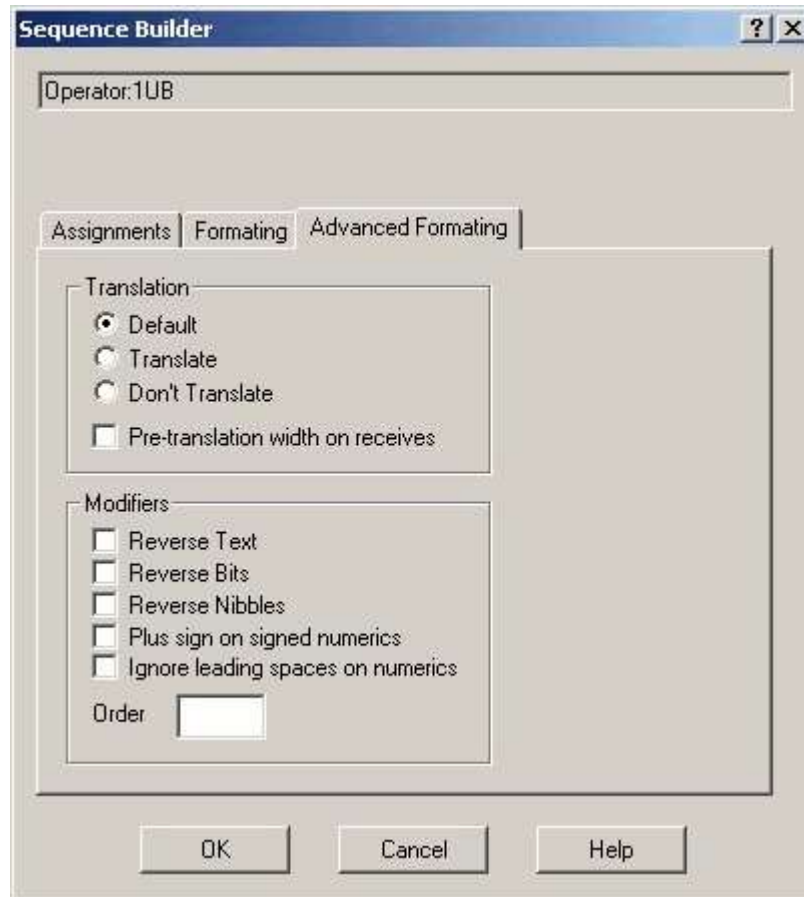 Sequence Builder
Operator:1UB
Assignments Formating Advanced Formating
Translation
Default
Translate
Don't Translate
Pre-translation width on receives
Modifiers
Reverse Text
Reverse Bits
Reverse Nibbles
Plus sign on signed numerics
Ignore leading spaces on numerics
Order
OK Cancel Help